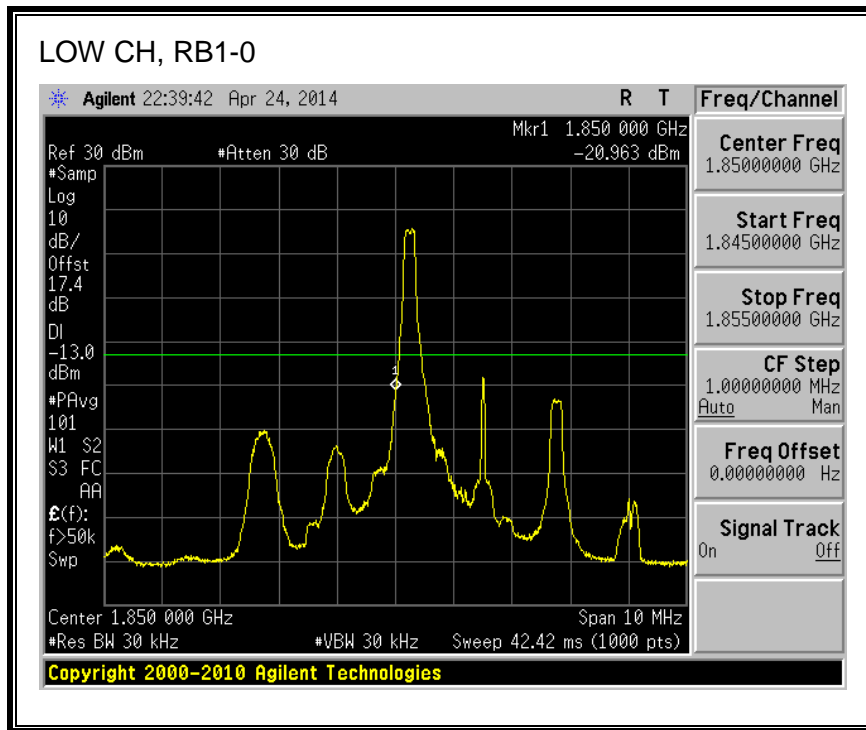 LOW CH, RB1-0
Agilent 22:39:42 Apr 24, 2014 R T
Mkr1 1.850 000 GHz
Ref 30 dBm #Atten 30 dB -20.963 dBm
#Samp
Log
10
dB/
Offst
17.4
dB
DI
-13.0
dBm
#PAvg
101
W1 S2
S3 FC
AA
£(f):
f>50k
Swp
1
Center 1.850 000 GHz Span 10 MHz
#Res BW 30 kHz #VBW 30 kHz Sweep 42.42 ms (1000 pts)
Copyright 2000-2010 Agilent Technologies
Freq/Channel
Center Freq
1.85000000 GHz
Start Freq
1.84500000 GHz
Stop Freq
1.85500000 GHz
CF Step
1.00000000 MHz
Auto Man
Freq Offset
0.00000000 Hz
Signal Track
On Off